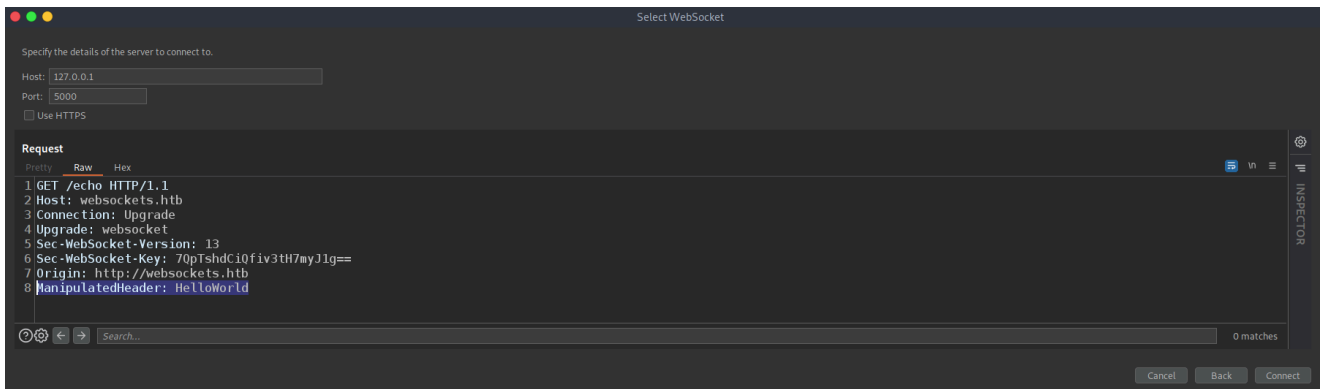 Select WebSocket
Specify the details of the server to connect to.
Host: 127.0.0.1
Port: 5000
Use HTTPS
Request
Pretty Raw Hex \n
1 GET /echo HTTP/1.1
2 Host: websockets.htb
3 Connection: Upgrade
4 Upgrade: websocket
5 Sec-WebSocket-Version: 13
6 Sec-WebSocket-Key: 7QpTshdCiQfiv3tH7myJ1g==
7 Origin: http://websockets.htb
8 ManipulatedHeader: HelloWorld
INSPECTOR
Search... 0 matches
Cancel Back Connect